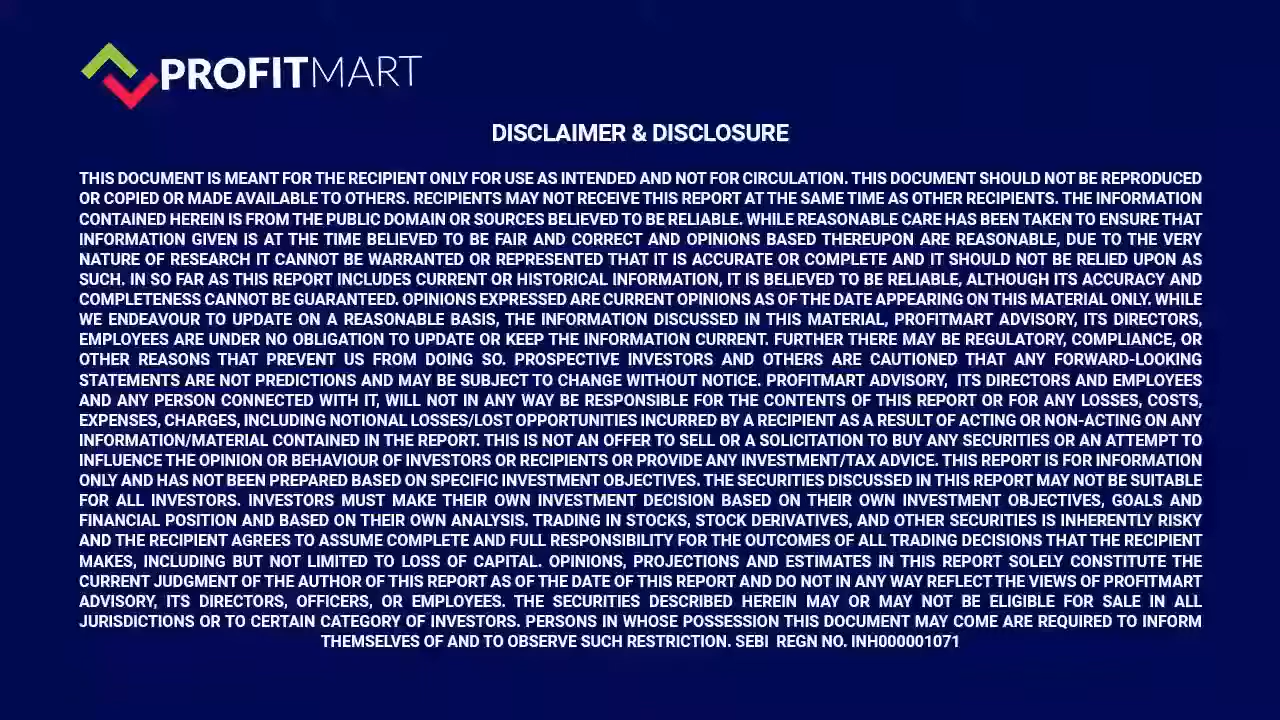 PROFITMART
DISCLAIMER & DISCLOSURE
THIS DOCUMENT IS MEANT FOR THE RECIPIENT ONLY FOR USE AS INTENDED AND NOT FOR CIRCULATION. THIS DOCUMENT SHOULD NOT BE REPRODUCED
OR COPIED OR MADE AVAILABLE TO OTHERS. RECIPIENTS MAY NOT RECEIVE THIS REPORT AT THE SAME TIME AS OTHER RECIPIENTS. THE INFORMATION
CONTAINED HEREIN IS FROM THE PUBLIC DOMAIN OR SOURCES BELIEVED TO BE RELIABLE. WHILE REASONABLE CARE HAS BEEN TAKEN TO ENSURE THAT
INFORMATION GIVEN IS AT THE TIME BELIEVED TO BE FAIR AND CORRECT AND OPINIONS BASED THEREUPON ARE REASONABLE, DUE TO THE VERY
NATURE OF RESEARCH IT CANNOT BE WARRANTED OR REPRESENTED THAT IT IS ACCURATE OR COMPLETE AND IT SHOULD NOT BE RELIED UPON AS
SUCH. IN SO FAR AS THIS REPORT INCLUDES CURRENT OR HISTORICAL INFORMATION, IT IS BELIEVED TO BE RELIABLE, ALTHOUGH ITS ACCURACY AND
COMPLETENESS CANNOT BE GUARANTEED. OPINIONS EXPRESSED ARE CURRENT OPINIONS AS OF THE DATE APPEARING ON THIS MATERIAL ONLY. WHILE
WE ENDEAVOUR TO UPDATE ON A REASONABLE BASIS, THE INFORMATION DISCUSSED IN THIS MATERIAL, PROFITMART ADVISORY, ITS DIRECTORS,
EMPLOYEES ARE UNDER NO OBLIGATION TO UPDATE OR KEEP THE INFORMATION CURRENT. FURTHER THERE MAY BE REGULATORY, COMPLIANCE, OR
OTHER REASONS THAT PREVENT US FROM DOING SO. PROSPECTIVE INVESTORS AND OTHERS ARE CAUTIONED THAT ANY FORWARD-LOOKING
STATEMENTS ARE NOT PREDICTIONS AND MAY BE SUBJECT TO CHANGE WITHOUT NOTICE. PROFITMART ADVISORY, ITS DIRECTORS AND EMPLOYEES
AND ANY PERSON CONNECTED WITH IT, WILL NOT IN ANY WAY BE RESPONSIBLE FOR THE CONTENTS OF THIS REPORT OR FOR ANY LOSSES, COSTS,
EXPENSES, CHARGES, INCLUDING NOTIONAL LOSSES/LOST OPPORTUNITIES INCURRED BY A RECIPIENT AS A RESULT OF ACTING OR NON-ACTING ON ANY
INFORMATION/MATERIAL CONTAINED IN THE REPORT. THIS IS NOT AN OFFER TO SELL OR A SOLICITATION TO BUY ANY SECURITIES OR AN ATTEMPT TO
INFLUENCE THE OPINION OR BEHAVIOUR OF INVESTORS OR RECIPIENTS OR PROVIDE ANY INVESTMENT/TAX ADVICE. THIS REPORT IS FOR INFORMATION
ONLY AND HAS NOT BEEN PREPARED BASED ON SPECIFIC INVESTMENT OBJECTIVES. THE SECURITIES DISCUSSED IN THIS REPORT MAY NOT BE SUITABLE
FOR ALL INVESTORS. INVESTORS MUST MAKE THEIR OWN INVESTMENT DECISION BASED ON THEIR OWN INVESTMENT OBJECTIVES, GOALS AND
FINANCIAL POSITION AND BASED ON THEIR OWN ANALYSIS. TRADING IN STOCKS, STOCK DERIVATIVES, AND OTHER SECURITIES IS INHERENTLY RISKY
AND THE RECIPIENT AGREES TO ASSUME COMPLETE AND FULL RESPONSIBILITY FOR THE OUTCOMES OF ALL TRADING DECISIONS THAT THE RECIPIENT
MAKES, INCLUDING BUT NOT LIMITED TO LOSS OF CAPITAL. OPINIONS, PROJECTIONS AND ESTIMATES IN THIS REPORT SOLELY CONSTITUTE THE
CURRENT JUDGMENT OF THE AUTHOR OF THIS REPORT AS OF THE DATE OF THIS REPORT AND DO NOT IN ANY WAY REFLECT THE VIEWS OF PROFITMART
ADVISORY, ITS DIRECTORS, OFFICERS, OR EMPLOYEES. THE SECURITIES DESCRIBED HEREIN MAY OR MAY NOT BE ELIGIBLE FOR SALE IN ALL
JURISDICTIONS OR TO CERTAIN CATEGORY OF INVESTORS. PERSONS IN WHOSE POSSESSION THIS DOCUMENT MAY COME ARE REQUIRED TO INFORM
THEMSELVES OF AND TO OBSERVE SUCH RESTRICTION. SEBI REGN NO. INH000001071